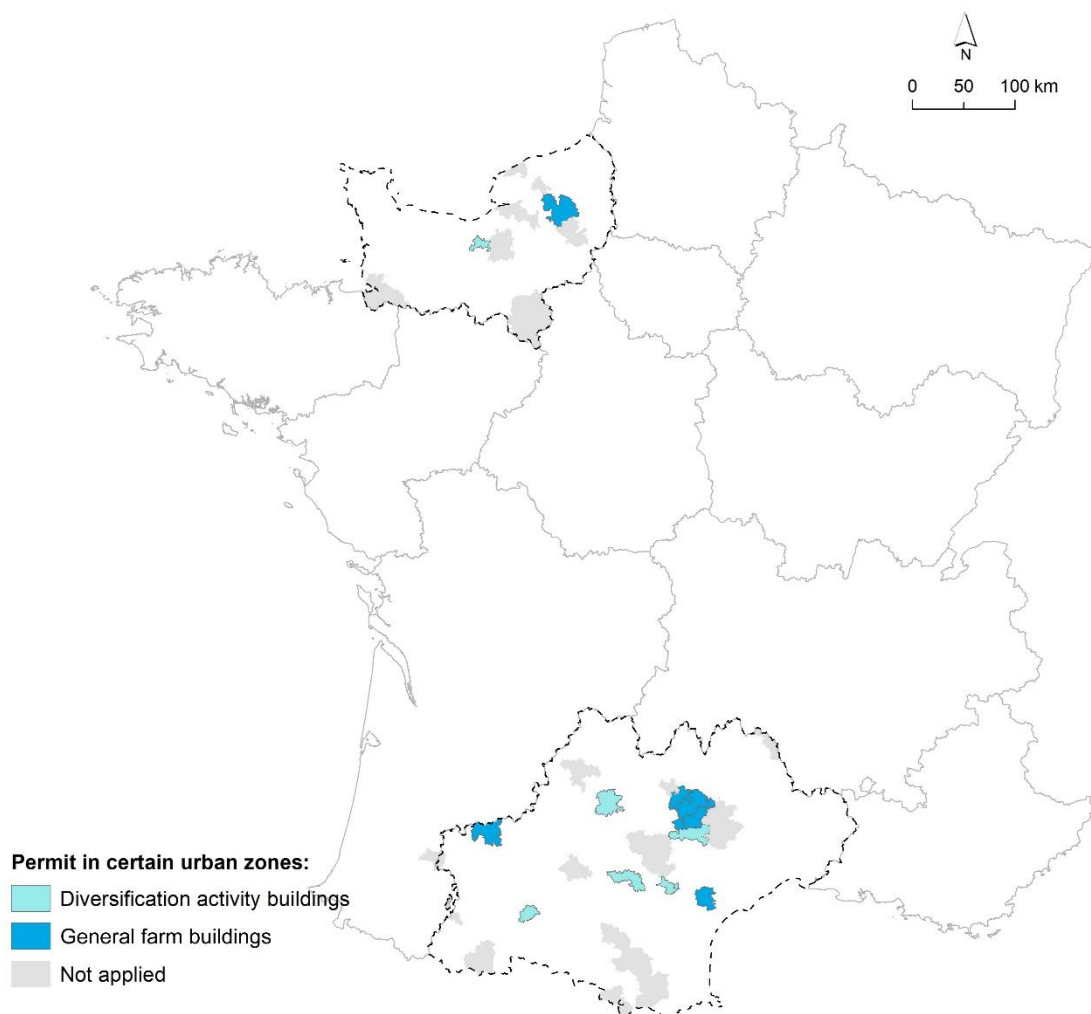 N
0 50 100 km
Permit in certain urban zones:
Diversification activity buildings
General farm buildings
Not applied